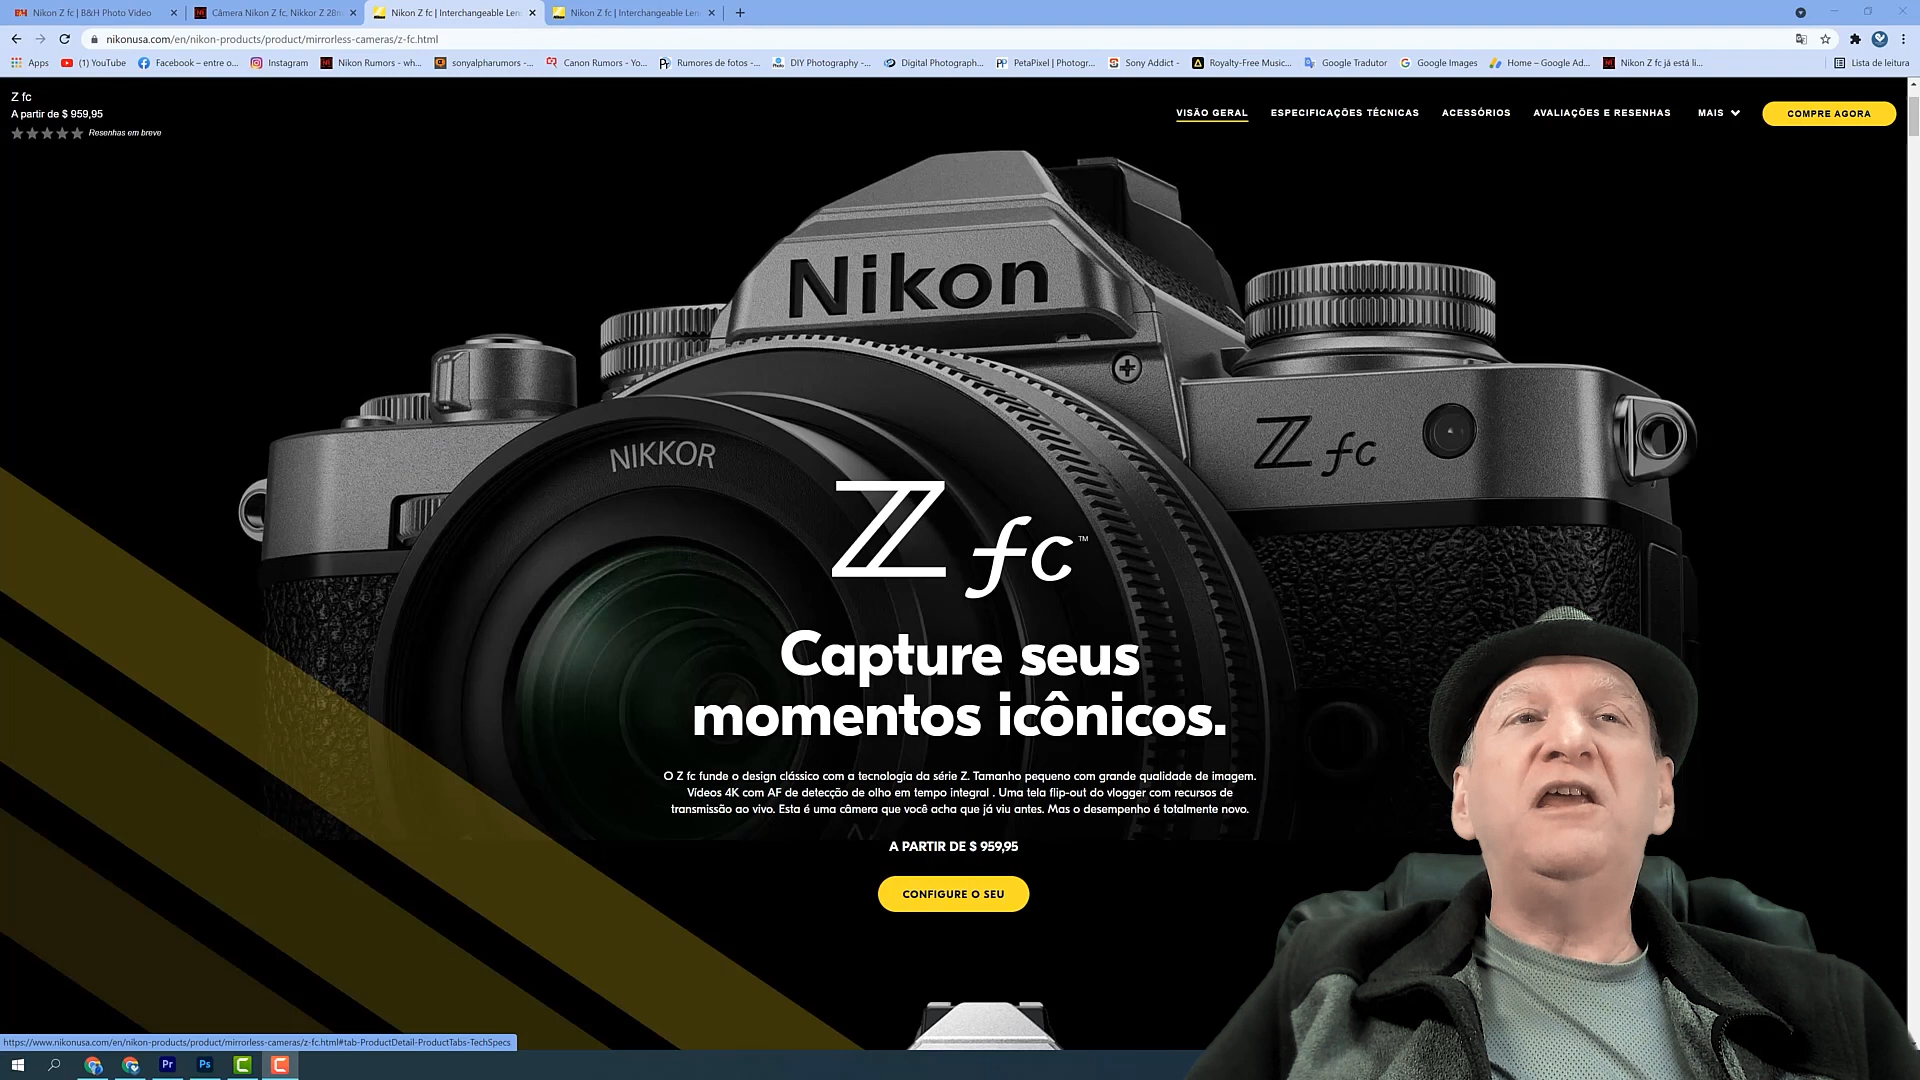 Nikon Z fc | B&H Photo Video
Câmera Nikon Z fc, Nikkor Z 28m
Nikon Z fc | Interchangeable Len
Nikon Z fc | Interchangeable Len
nikonusa.com/en/nikon-products/product/mirrorless-cameras/z-fc.html
Apps
(1) YouTube
Facebook – entre o...
Instagram
Nikon Rumors - wh...
sonyalpharumors -...
Canon Rumors - Yo...
Rumores de fotos -...
DIY Photography -...
Digital Photograph...
PetaPixel | Photogr...
Sony Addict -
Royalty-Free Music...
Google Tradutor
Google Images
Home – Google Ad...
Nikon Z fc já está li...
Lista de leitura
Z fc
A partir de $ 959,95
Resenhas em breve
VISÃO GERAL
ESPECIFICAÇÕES TÉCNICAS
ACESSÓRIOS
AVALIAÇÕES E RESENHAS
MAIS
COMPRE AGORA
Nikon
Z fc
NIKKOR
Z fc™
Capture seus
momentos icônicos.
O Z fc funde o design clássico com a tecnologia da série Z. Tamanho pequeno com grande qualidade de imagem.
Vídeos 4K com AF de detecção de olho em tempo integral . Uma tela flip-out do vlogger com recursos de
transmissão ao vivo. Esta é uma câmera que você acha que já viu antes. Mas o desempenho é totalmente novo.
A PARTIR DE $ 959,95
CONFIGURE O SEU
https://www.nikonusa.com/en/nikon-products/product/mirrorless-cameras/z-fc.html#tab-ProductDetail-ProductTabs-TechSpecs
Pr
Ps